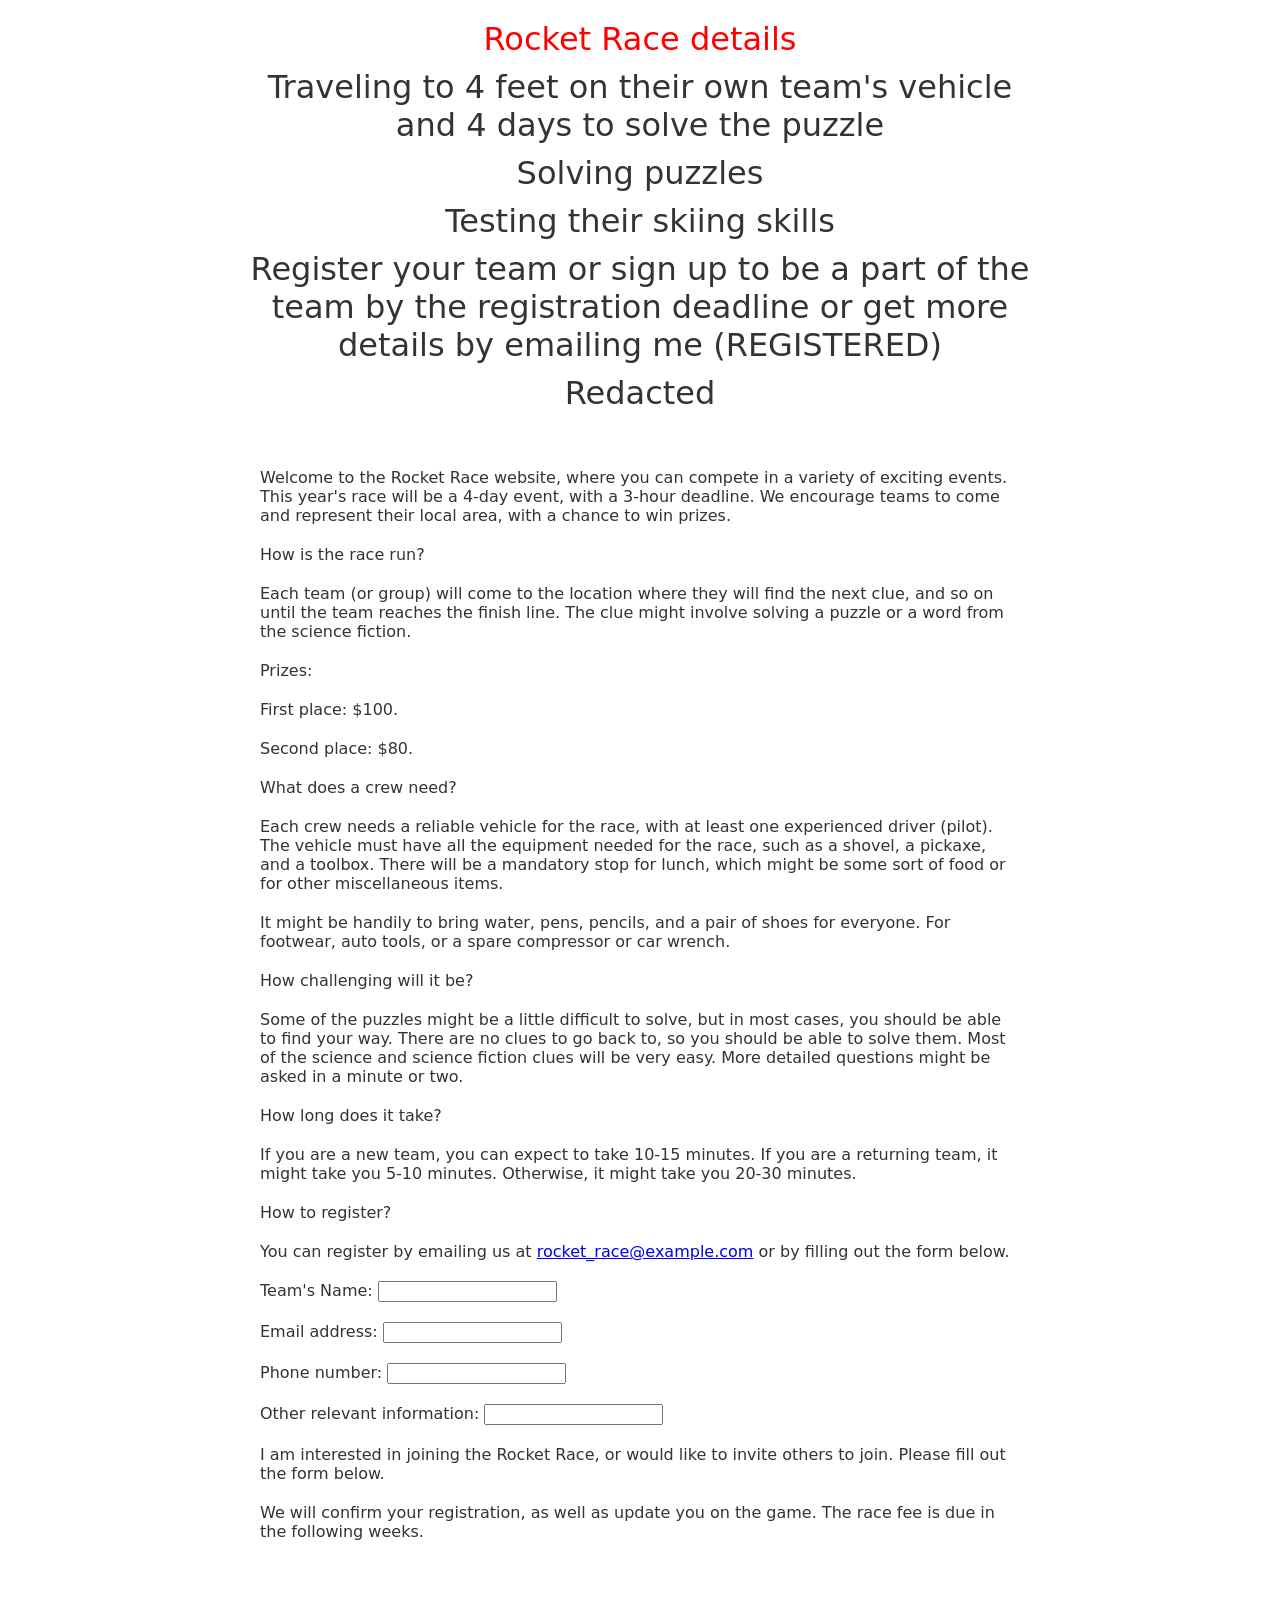 Rocket Race details
Traveling to 4 feet on their own team's vehicle
and 4 days to solve the puzzle
Solving puzzles
Testing their skiing skills
Register your team or sign up to be a part of the
team by the registration deadline or get more
details by emailing me (REGISTERED)
Redacted
Welcome to the Rocket Race website, where you can compete in a variety of exciting events.
This year's race will be a 4-day event, with a 3-hour deadline. We encourage teams to come
and represent their local area, with a chance to win prizes.
How is the race run?
Each team (or group) will come to the location where they will find the next clue, and so on
until the team reaches the finish line. The clue might involve solving a puzzle or a word from
the science fiction.
Prizes:
First place: $100.
Second place: $80.
What does a crew need?
Each crew needs a reliable vehicle for the race, with at least one experienced driver (pilot).
The vehicle must have all the equipment needed for the race, such as a shovel, a pickaxe,
and a toolbox. There will be a mandatory stop for lunch, which might be some sort of food or
for other miscellaneous items.
It might be handily to bring water, pens, pencils, and a pair of shoes for everyone. For
footwear, auto tools, or a spare compressor or car wrench.
How challenging will it be?
Some of the puzzles might be a little difficult to solve, but in most cases, you should be able
to find your way. There are no clues to go back to, so you should be able to solve them. Most
of the science and science fiction clues will be very easy. More detailed questions might be
asked in a minute or two.
How long does it take?
If you are a new team, you can expect to take 10-15 minutes. If you are a returning team, it
might take you 5-10 minutes. Otherwise, it might take you 20-30 minutes.
How to register?
You can register by emailing us at rocket_race@example.com or by filling out the form below.
Team's Name:
Email address:
Phone number:
Other relevant information:
I am interested in joining the Rocket Race, or would like to invite others to join. Please fill out
the form below.
We will confirm your registration, as well as update you on the game. The race fee is due in
the following weeks.